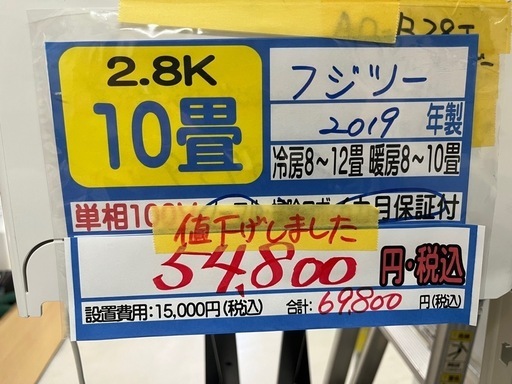 2.8K
10畳
フジツー
2019 年製
冷房8～12畳 暖房8～10畳
単相100V
月保証付
値下げしました
54,800 円・税込
設置費用:15,000円(税込) 合計:69,800 円(税込)